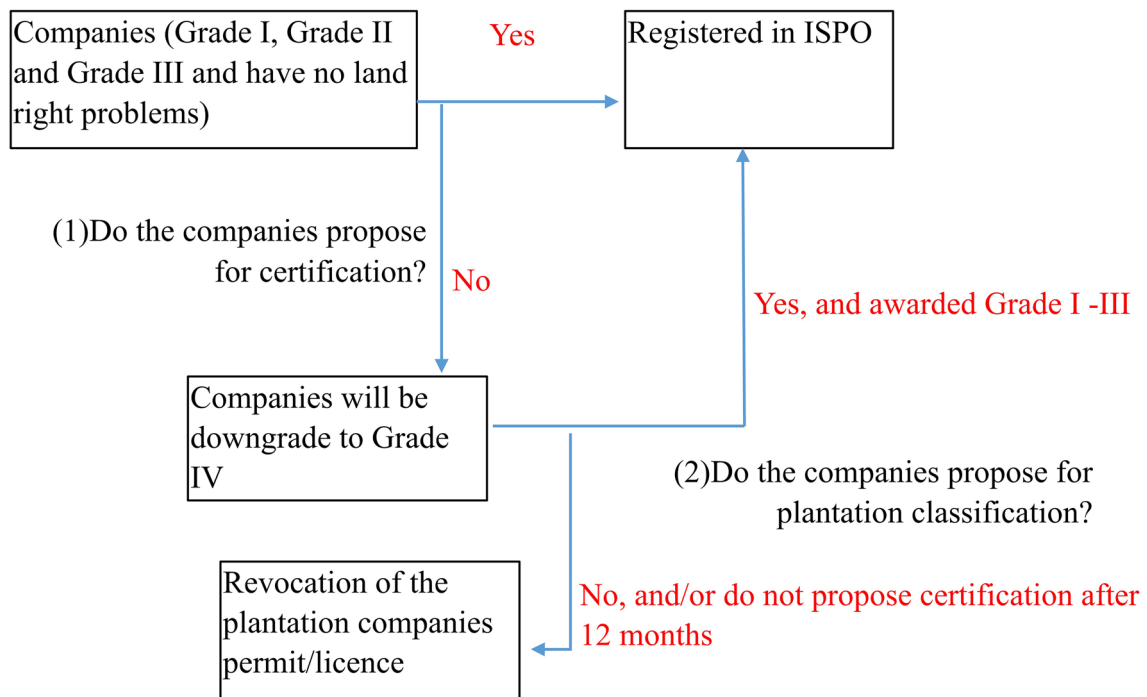 Companies (Grade I, Grade II
and Grade III and have no land
right problems)
Yes
Registered in ISPO
(1)Do the companies propose
for certification?
No
Yes, and awarded Grade I -III
Companies will be
downgrade to Grade
IV
(2)Do the companies propose for
plantation classification?
Revocation of the
plantation companies
permit/licence
No, and/or do not propose certification after
12 months